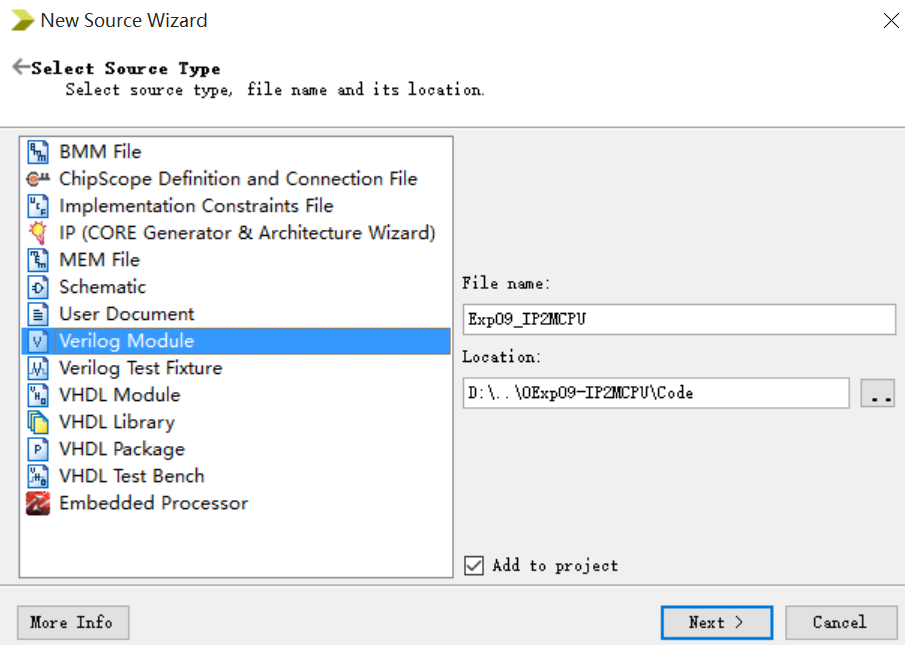 New Source Wizard
Select Source Type
Select source type, file name and its location.
BMM File
ChipScope Definition and Connection File
Implementation Constraints File
IP (CORE Generator & Architecture Wizard)
MEM File
Schematic
User Document
Verilog Module
Verilog Test Fixture
VHDL Module
VHDL Library
VHDL Package
VHDL Test Bench
Embedded Processor
File name:
Exp09_IP2MCPU
Location:
D:\..\OExp09-IP2MCPU\Code
..
Add to project
More Info
Next >
Cancel